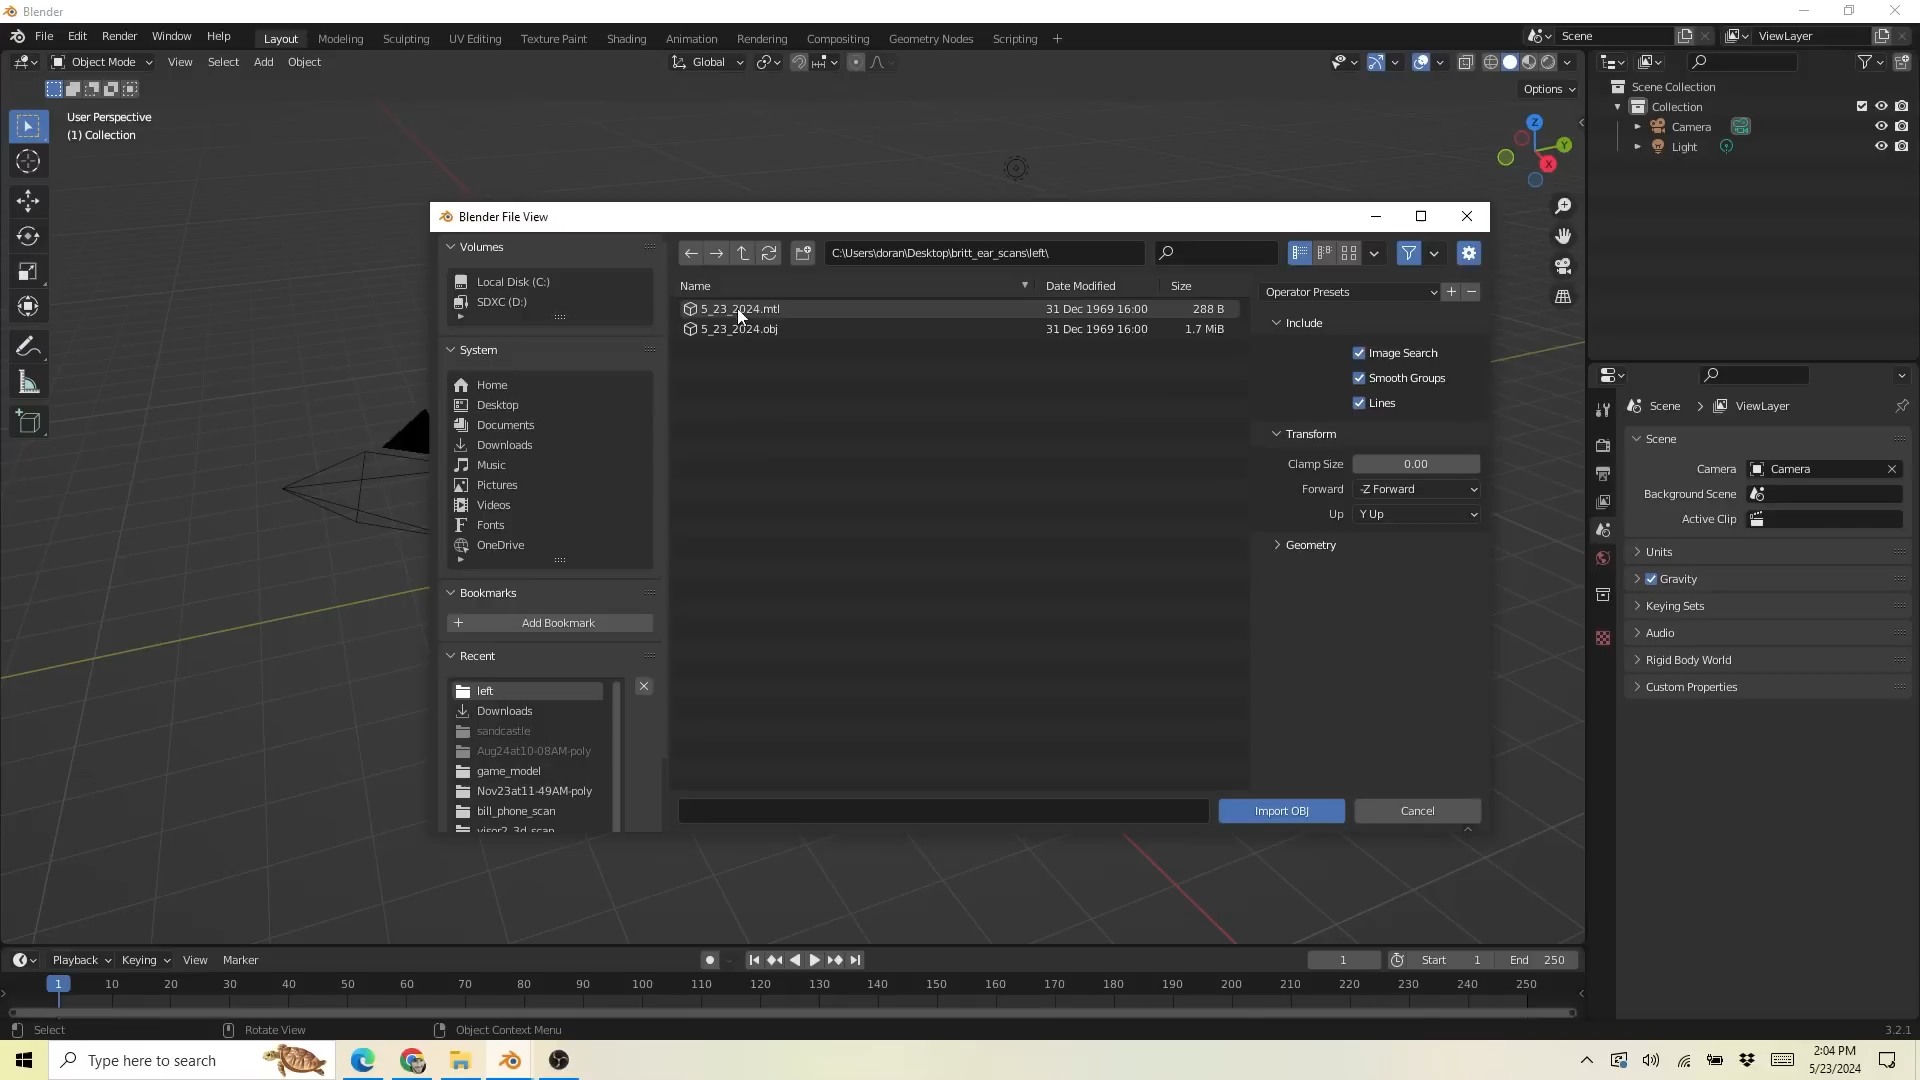 Blender
File Edit Render Window Help Layout Modeling Sculpting UV Editing Texture Paint Shading Animation Rendering Compositing Geometry Nodes Scripting Scene ViewLayer
Object Mode View Select Add Object Global
Options
User Perspective
(1) Collection
Scene Collection
Collection
Camera
Light
Z
Y
X
Blender File View
Volumes
Local Disk (C:)
SDXC (D:)
System
Home
Desktop
Documents
Downloads
Music
Pictures
Videos
Fonts
OneDrive
Bookmarks
Add Bookmark
Recent
left
Downloads
sandcastle
Aug24at10-08AM-poly
game_model
Nov23at11-49AM-poly
bill_phone_scan
visor2_3d_scan
C:\Users\doran\Desktop\britt_ear_scans\left\
Name Date Modified Size
5_23_2024.mtl 31 Dec 1969 16:00 288 B
5_23_2024.obj 31 Dec 1969 16:00 1.7 MiB
Operator Presets
Include
Image Search
Smooth Groups
Lines
Transform
Clamp Size 0.00
Forward -Z Forward
Up Y Up
Geometry
Import OBJ Cancel
Scene ViewLayer
Scene
Camera Camera
Background Scene
Active Clip
Units
Gravity
Keying Sets
Audio
Rigid Body World
Custom Properties
Playback Keying View Marker 1 Start 1 End 250
1 10 20 30 40 50 60 70 80 90 100 110 120 130 140 150 160 170 180 190 200 210 220 230 240 250
Select Rotate View Object Context Menu 3.2.1
Type here to search
2:04 PM
5/23/2024